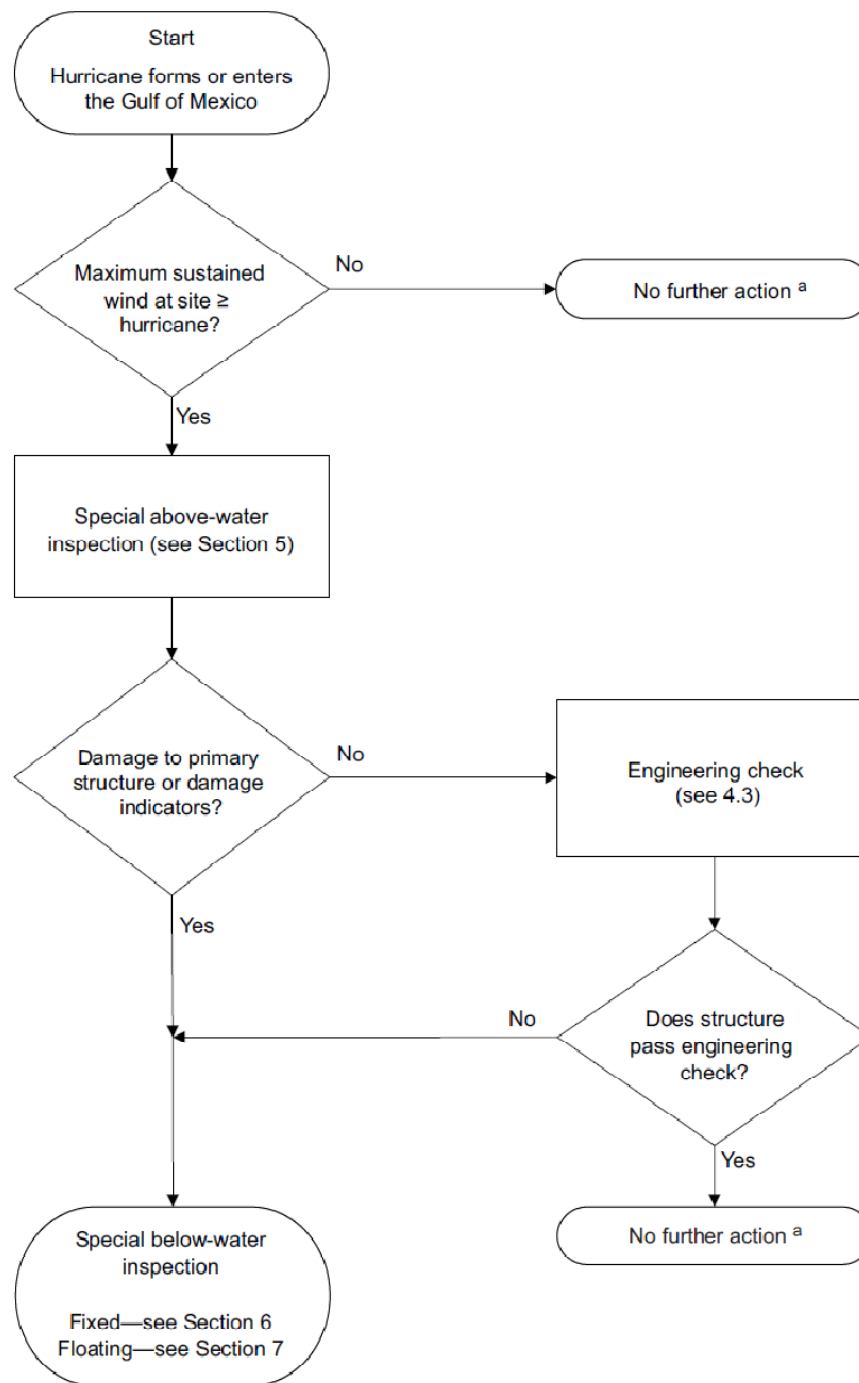 Start
Hurricane forms or enters
the Gulf of Mexico
Maximum sustained
wind at site ≥
hurricane?
No
No further action a
Yes
Special above-water
inspection (see Section 5)
Damage to primary
structure or damage
indicators?
No
Engineering check
(see 4.3)
Yes
No
Does structure
pass engineering
check?
Yes
No further action a
Special below-water
inspection
Fixed—see Section 6
Floating—see Section 7